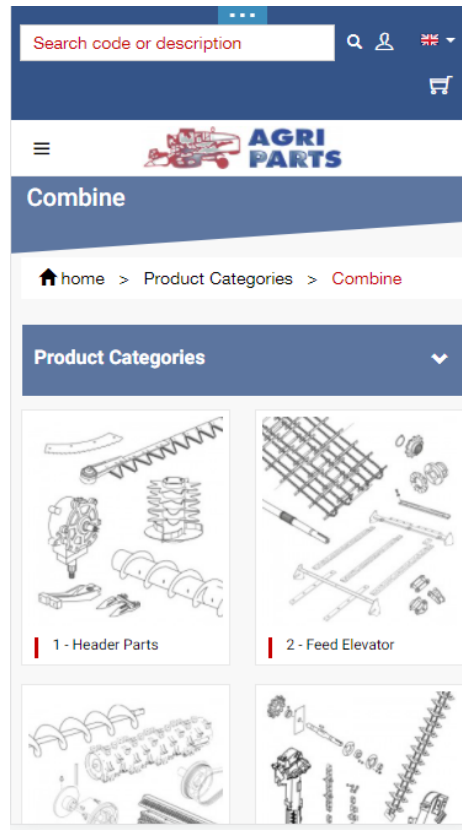 Search code or description
AGRI
PARTS
Combine
home > Product Categories > Combine
Product Categories
1 - Header Parts
2 - Feed Elevator